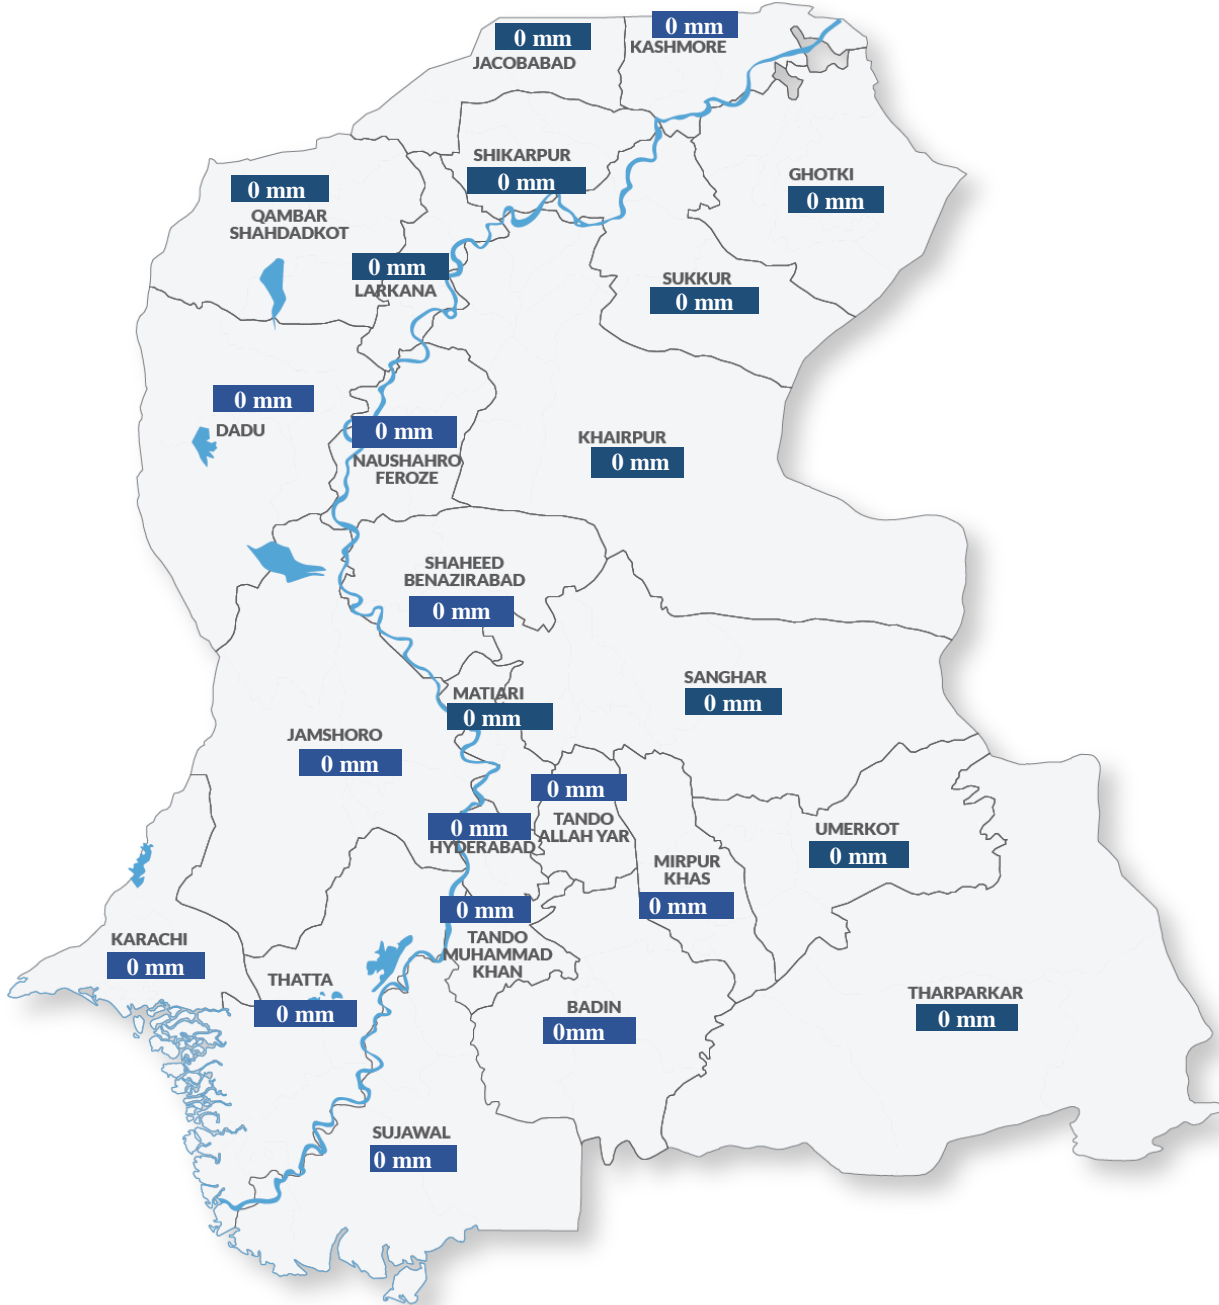 0 mm
KASHMORE
0 mm
JACOBABAD
SHIKARPUR
0 mm
GHOTKI
0 mm
0 mm
QAMBAR
SHAHDADKOT
0 mm
LARKANA
SUKKUR
0 mm
0 mm
DADU
0 mm
NAUSHAHRO
FEROZE
KHAIRPUR
0 mm
SHAHEED
BENAZIRABAD
0 mm
SANGHAR
0 mm
MATIARI
0 mm
JAMSHORO
0 mm
0 mm
TANDO
ALLAH YAR
0 mm
HYDERABAD
UMERKOT
0 mm
MIRPUR
KHAS
0 mm
0 mm
TANDO
MUHAMMAD
KHAN
KARACHI
0 mm
THATTA
0 mm
BADIN
0mm
THARPARKAR
0 mm
SUJAWAL
0 mm